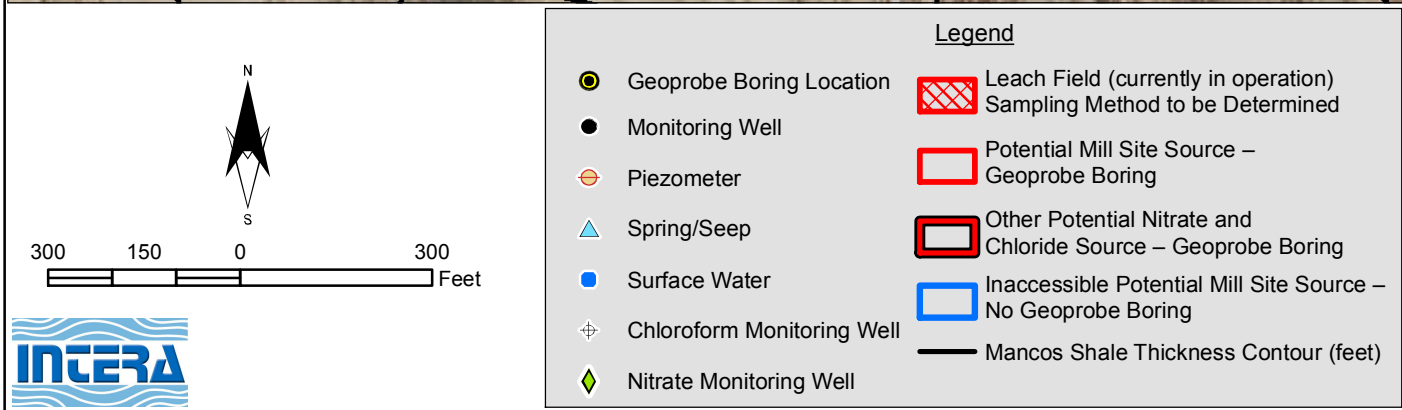 N
S
300 150 0 300
Feet
INTERA
Legend
Geoprobe Boring Location
Monitoring Well
Piezometer
Spring/Seep
Surface Water
Chloroform Monitoring Well
Nitrate Monitoring Well
Leach Field (currently in operation)
Sampling Method to be Determined
Potential Mill Site Source –
Geoprobe Boring
Other Potential Nitrate and
Chloride Source – Geoprobe Boring
Inaccessible Potential Mill Site Source –
No Geoprobe Boring
Mancos Shale Thickness Contour (feet)